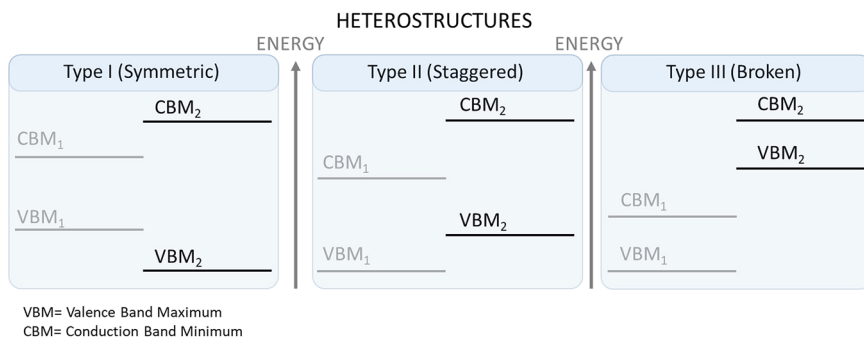 HETEROSTRUCTURES
ENERGY
ENERGY
Type I (Symmetric)
CBM₂
CBM₁
VBM₁
VBM₂
Type II (Staggered)
CBM₂
CBM₁
VBM₂
VBM₁
Type III (Broken)
CBM₂
VBM₂
CBM₁
VBM₁
VBM= Valence Band Maximum
CBM= Conduction Band Minimum